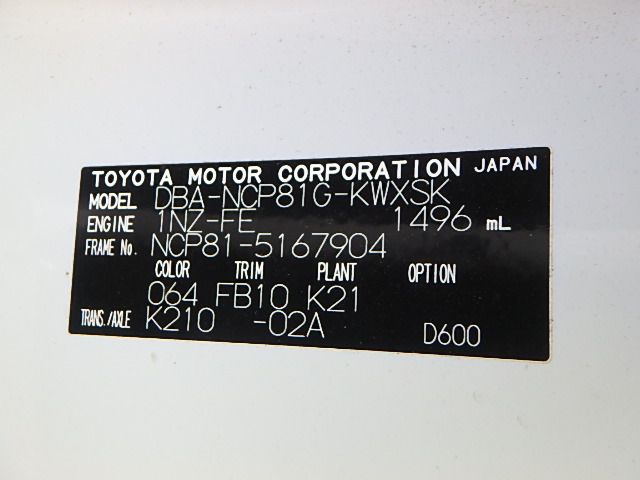 TOYOTA MOTOR CORPORATION JAPAN
MODEL DBA-NCP81G-KWXSK
ENGINE 1NZ-FE 1496 mL
FRAME No. NCP81-5167904
COLOR TRIM PLANT OPTION
064 FB10 K21
TRANS./AXLE K210 -02A D600